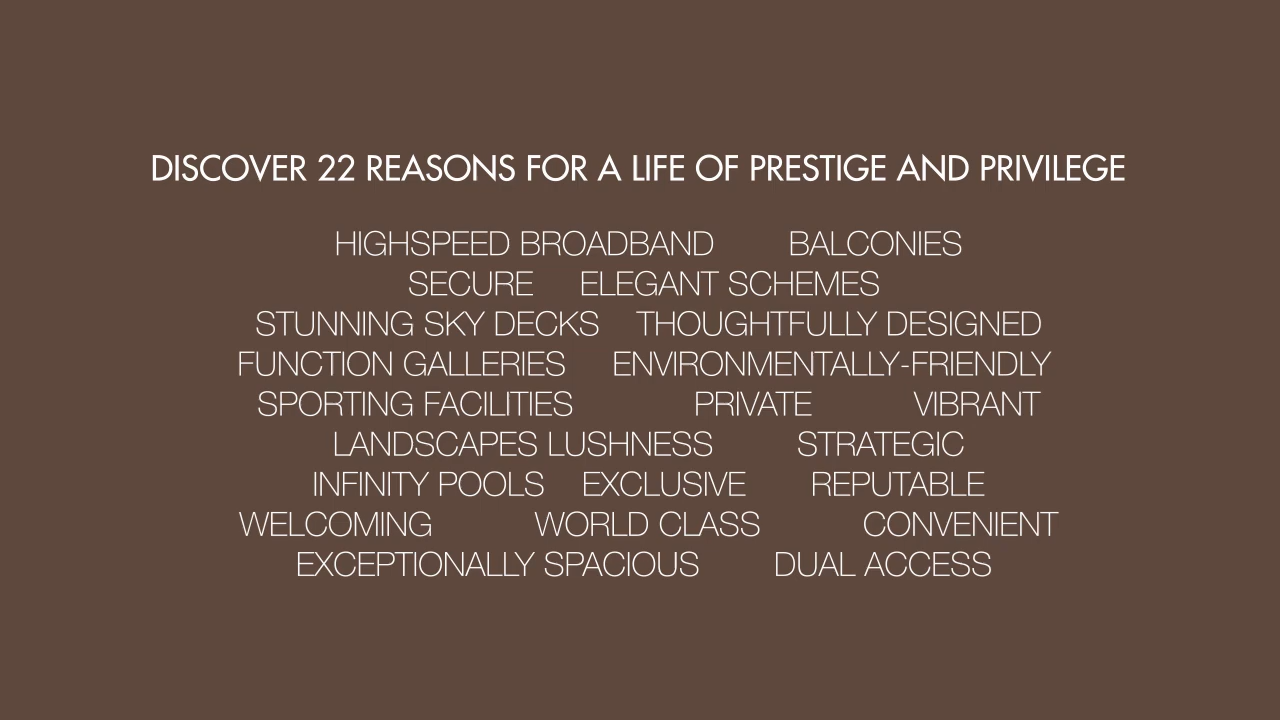 DISCOVER 22 REASONS FOR A LIFE OF PRESTIGE AND PRIVILEGE
HIGHSPEED BROADBAND BALCONIES
SECURE ELEGANT SCHEMES
STUNNING SKY DECKS THOUGHTFULLY DESIGNED
FUNCTION GALLERIES ENVIRONMENTALLY-FRIENDLY
SPORTING FACILITIES PRIVATE VIBRANT
LANDSCAPES LUSHNESS STRATEGIC
INFINITY POOLS EXCLUSIVE REPUTABLE
WELCOMING WORLD CLASS CONVENIENT
EXCEPTIONALLY SPACIOUS DUAL ACCESS